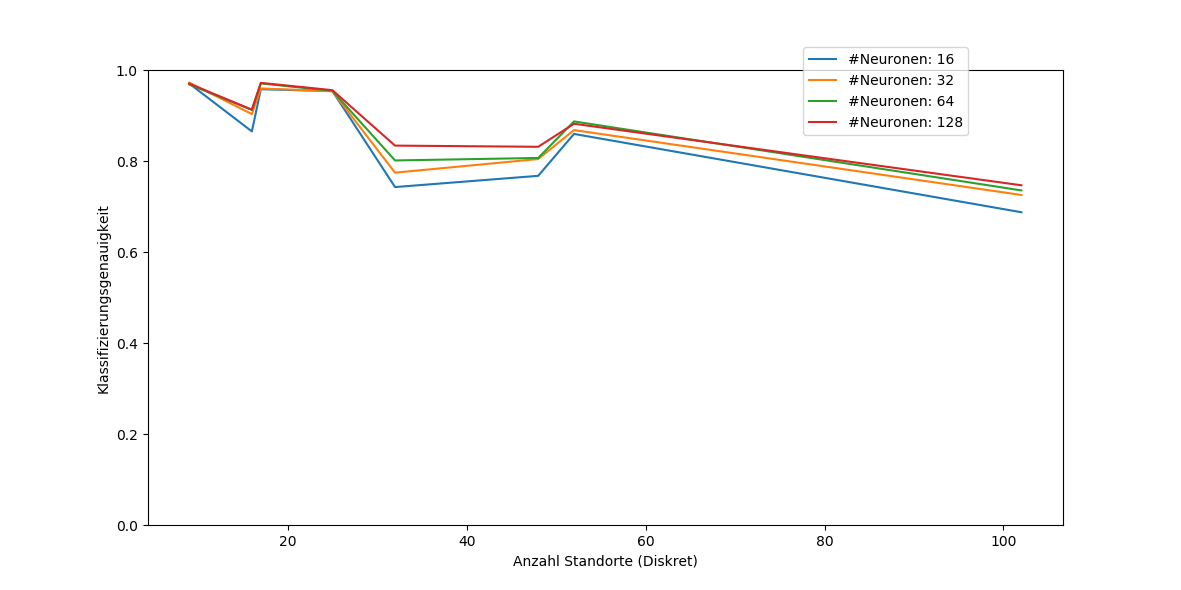 #Neuronen: 16
#Neuronen: 32
#Neuronen: 64
#Neuronen: 128
1.0
0.8
0.6
0.4
0.2
0.0
Klassifizierungsgenauigkeit
20 40 60 80 100
Anzahl Standorte (Diskret)